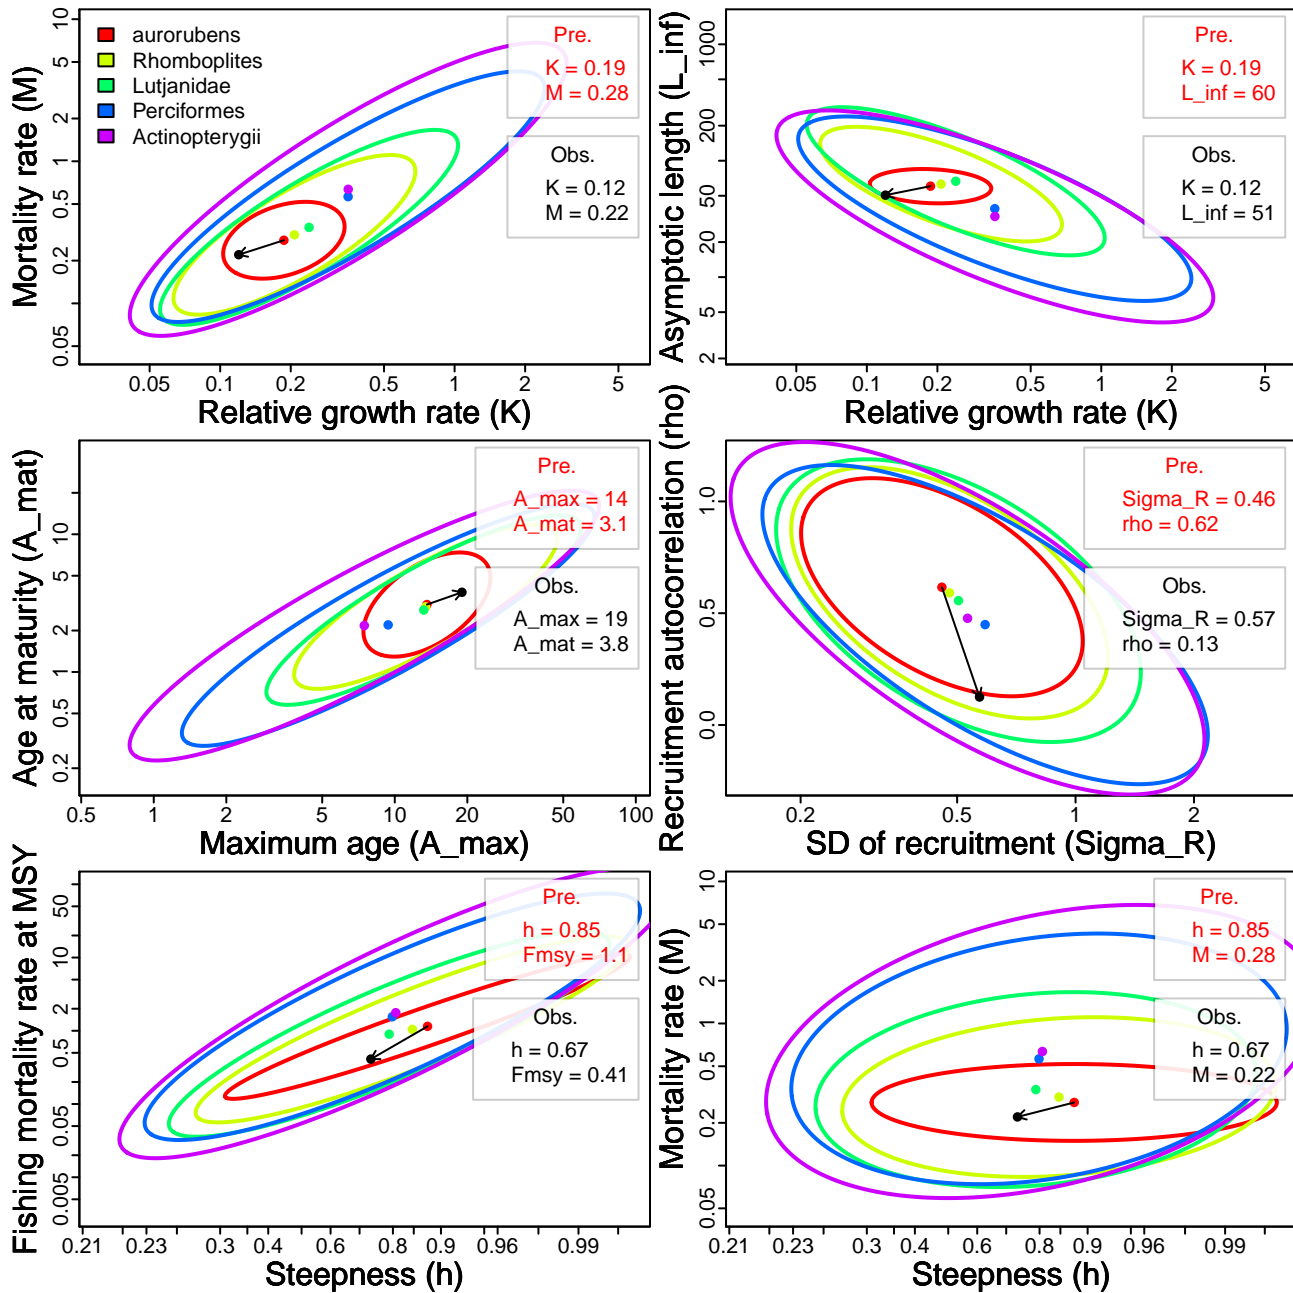 Mortality rate (M)
10
5
2
1
0.5
0.2
0.05
aurorubens
Rhomboplites
Lutjanidae
Perciformes
Actinopterygii
Pre.
K = 0.19
M = 0.28
Obs.
K = 0.12
M = 0.22
0.05
0.1
0.2
0.5
1
2
5
Relative growth rate (K)
Asymptotic length (L_inf)
1000
200
50
20
5
2
Pre.
K = 0.19
L_inf = 60
Obs.
K = 0.12
L_inf = 51
0.05
0.1
0.2
0.5
1
2
5
Relative growth rate (K)
Age at maturity (A_mat)
10
5
2
1
0.5
0.2
Pre.
A_max = 14
A_mat = 3.1
Obs.
A_max = 19
A_mat = 3.8
0.5
1
2
5
10
20
50
100
Maximum age (A_max)
Recruitment autocorrelation (rho)
1.0
0.5
0.0
Pre.
Sigma_R = 0.46
rho = 0.62
Obs.
Sigma_R = 0.57
rho = 0.13
0.2
0.5
1
2
SD of recruitment (Sigma_R)
Fishing mortality rate at MSY
50
10
2
0.5
0.05
0.005
Pre.
h = 0.85
Fmsy = 1.1
Obs.
h = 0.67
Fmsy = 0.41
0.21
0.23
0.3
0.4
0.6
0.8
0.9
0.96
0.99
Steepness (h)
Mortality rate (M)
10
5
2
1
0.5
0.2
0.05
Pre.
h = 0.85
M = 0.28
Obs.
h = 0.67
M = 0.22
0.21
0.23
0.3
0.4
0.6
0.8
0.9
0.96
0.99
Steepness (h)